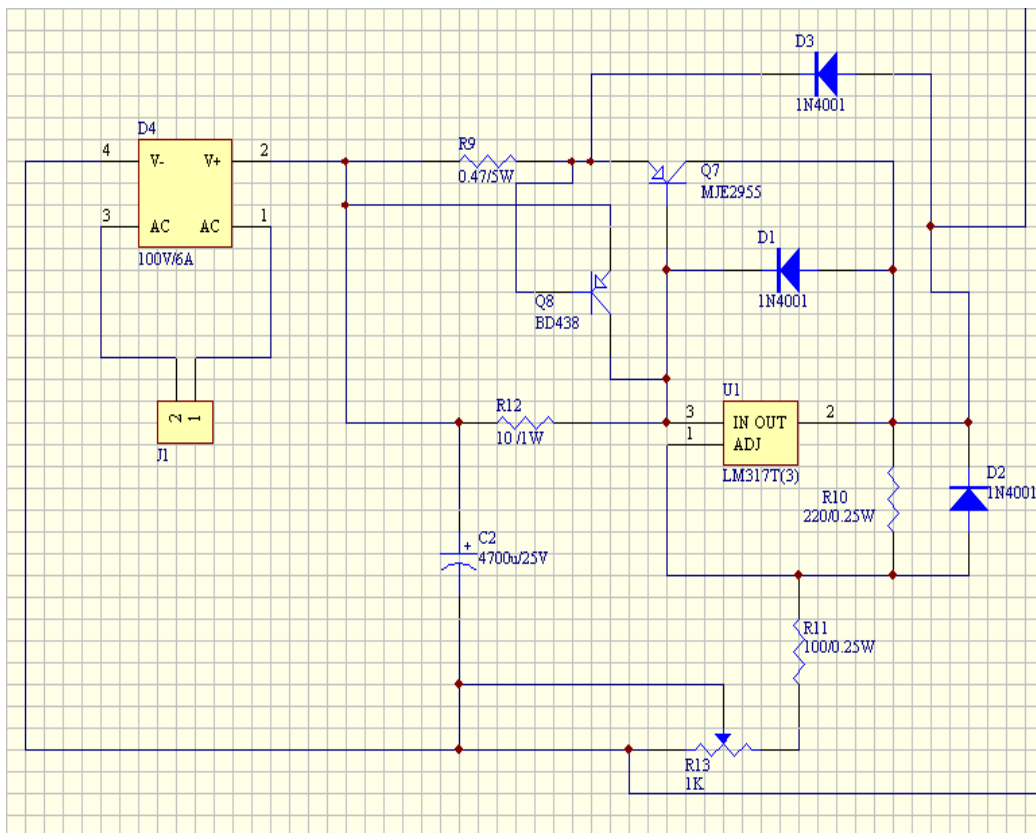 D3
1N4001
D4
4 V- V+ 2
3 AC AC 1
100V/6A
R9
0.47/5W
Q7
MJE2955
D1
1N4001
Q8
BD438
2 1
J1
R12
10 /1W
U1
3 IN OUT 2
1 ADJ
LM317T(3)
R10
220/0.25W
D2
1N4001
C2
+
4700u/25V
R11
100/0.25W
R13
1K